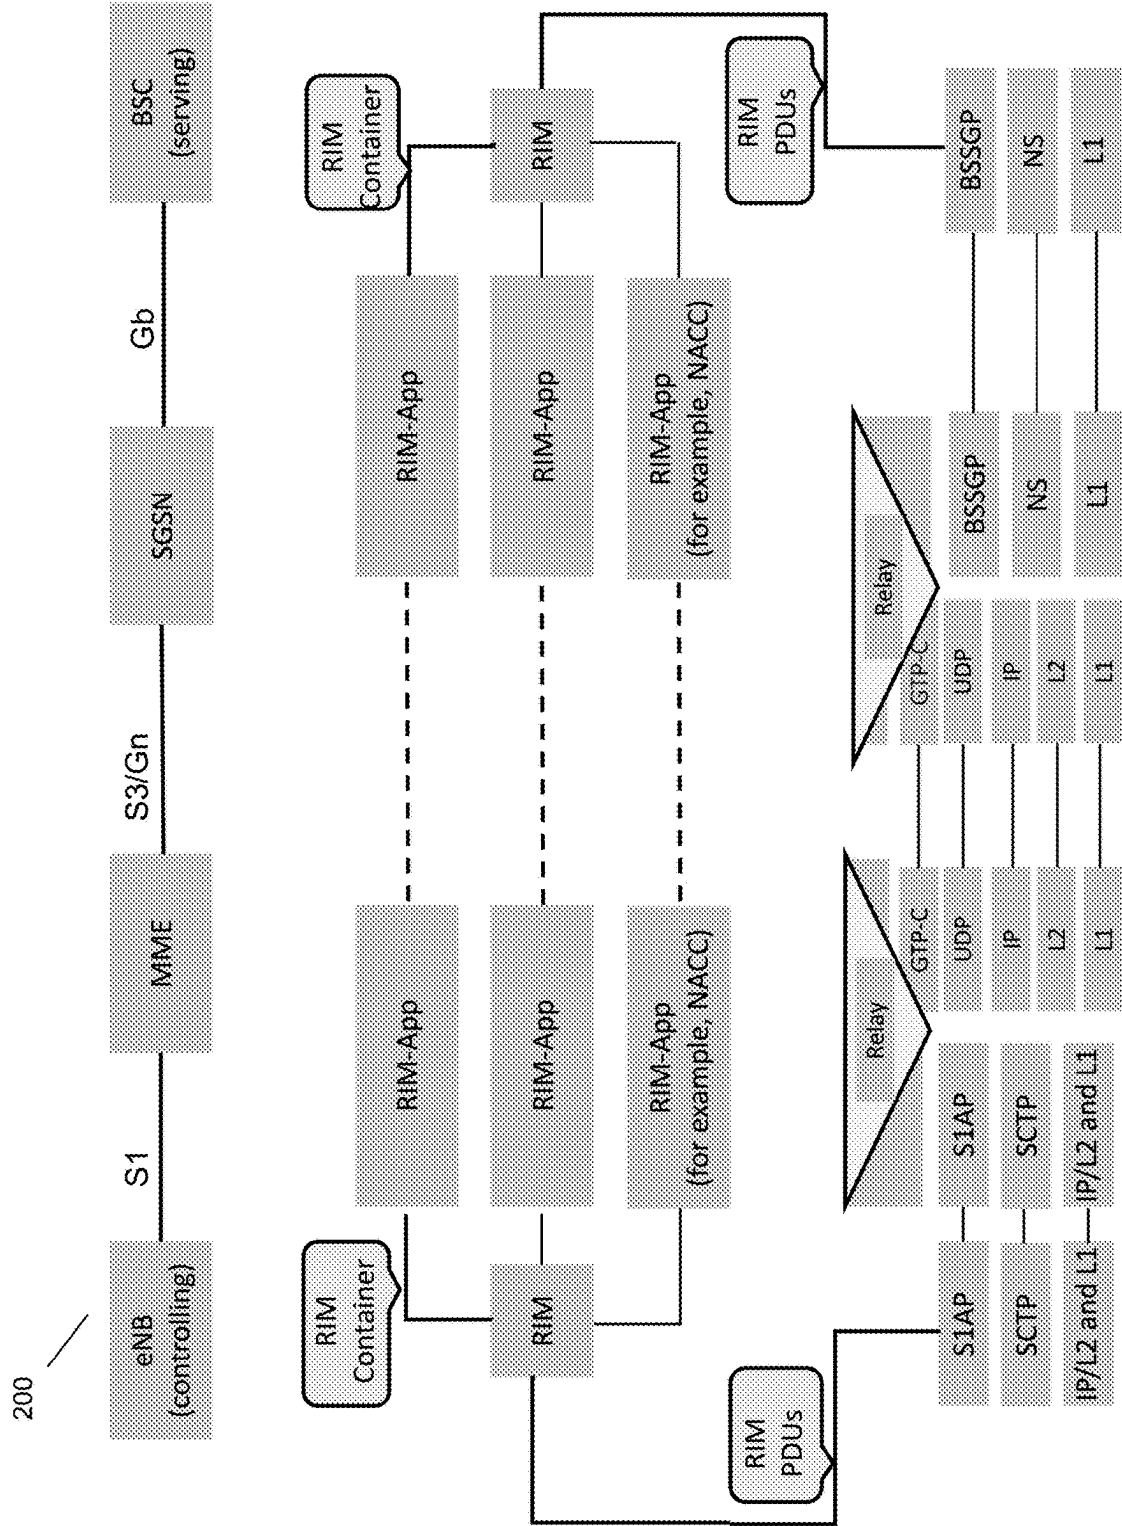 200
eNB
(controlling)
S1
MME
S3/Gn
SGSN
Gb
BSC
(serving)
RIM
Container
RIM
Container
RIM-App
RIM-App
RIM
RIM-App
RIM-App
RIM
RIM-App
(for example, NACC)
RIM-App
(for example, NACC)
RIM
PDUs
RIM
PDUs
Relay
Relay
GTP-C
GTP-C
S1AP
S1AP
UDP
UDP
BSSGP
BSSGP
SCTP
SCTP
IP
IP
NS
NS
L2
L2
IP/L2 and L1
IP/L2 and L1
L1
L1
L1
L1